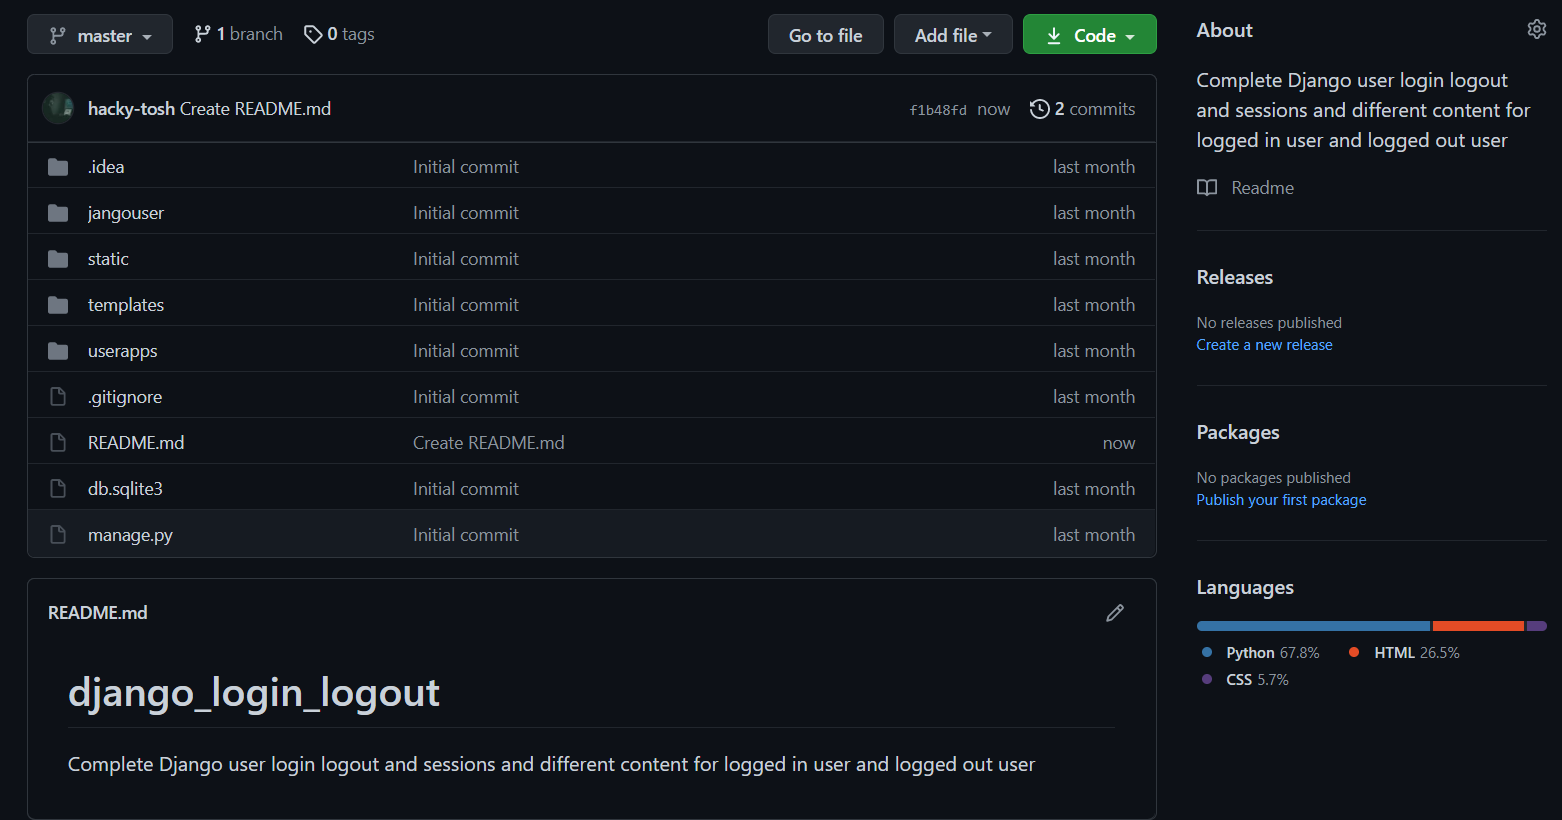 master
1 branch
0 tags
Go to file
Add file
Code
hacky-tosh Create README.md
f1b48fd now
2 commits
.idea Initial commit last month
jangouser Initial commit last month
static Initial commit last month
templates Initial commit last month
userapps Initial commit last month
.gitignore Initial commit last month
README.md Create README.md now
db.sqlite3 Initial commit last month
manage.py Initial commit last month
README.md
django_login_logout
Complete Django user login logout and sessions and different content for logged in user and logged out user
About
Complete Django user login logout
and sessions and different content for
logged in user and logged out user
Readme
Releases
No releases published
Create a new release
Packages
No packages published
Publish your first package
Languages
Python 67.8% HTML 26.5%
CSS 5.7%